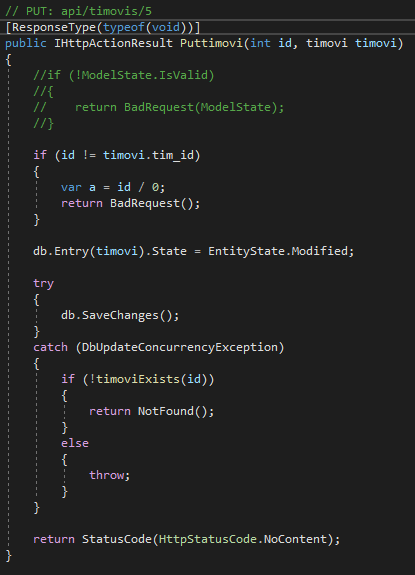 // PUT: api/timovis/5
[ResponseType(typeof(void))]
public IHttpActionResult Puttimovi(int id, timovi timovi)
{
    //if (!ModelState.IsValid)
    //{
    //    return BadRequest(ModelState);
    //}
    if (id != timovi.tim_id)
    {
        var a = id / 0;
        return BadRequest();
    }
    db.Entry(timovi).State = EntityState.Modified;
    try
    {
        db.SaveChanges();
    }
    catch (DbUpdateConcurrencyException)
    {
        if (!timoviExists(id))
        {
            return NotFound();
        }
        else
        {
            throw;
        }
    }
    return StatusCode(HttpStatusCode.NoContent);
}